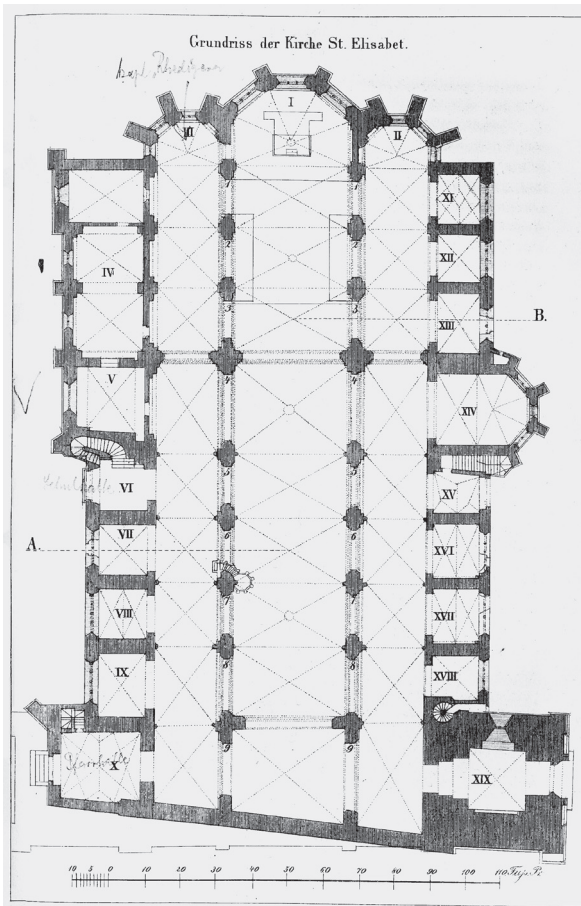 Grundriss der Kirche St. Elisabet.
I
III
II
1 1
XI
2 2
XII
IV
3 3
XIII
B.
4 4
V
XIV
5 5
VI
XV
6 6
VII
XVI
A.
7 7
VIII
XVII
8 8
IX
XVIII
9 9
X
XIX
10 5 0 10 20 30 40 50 60 70 80 90 100 110